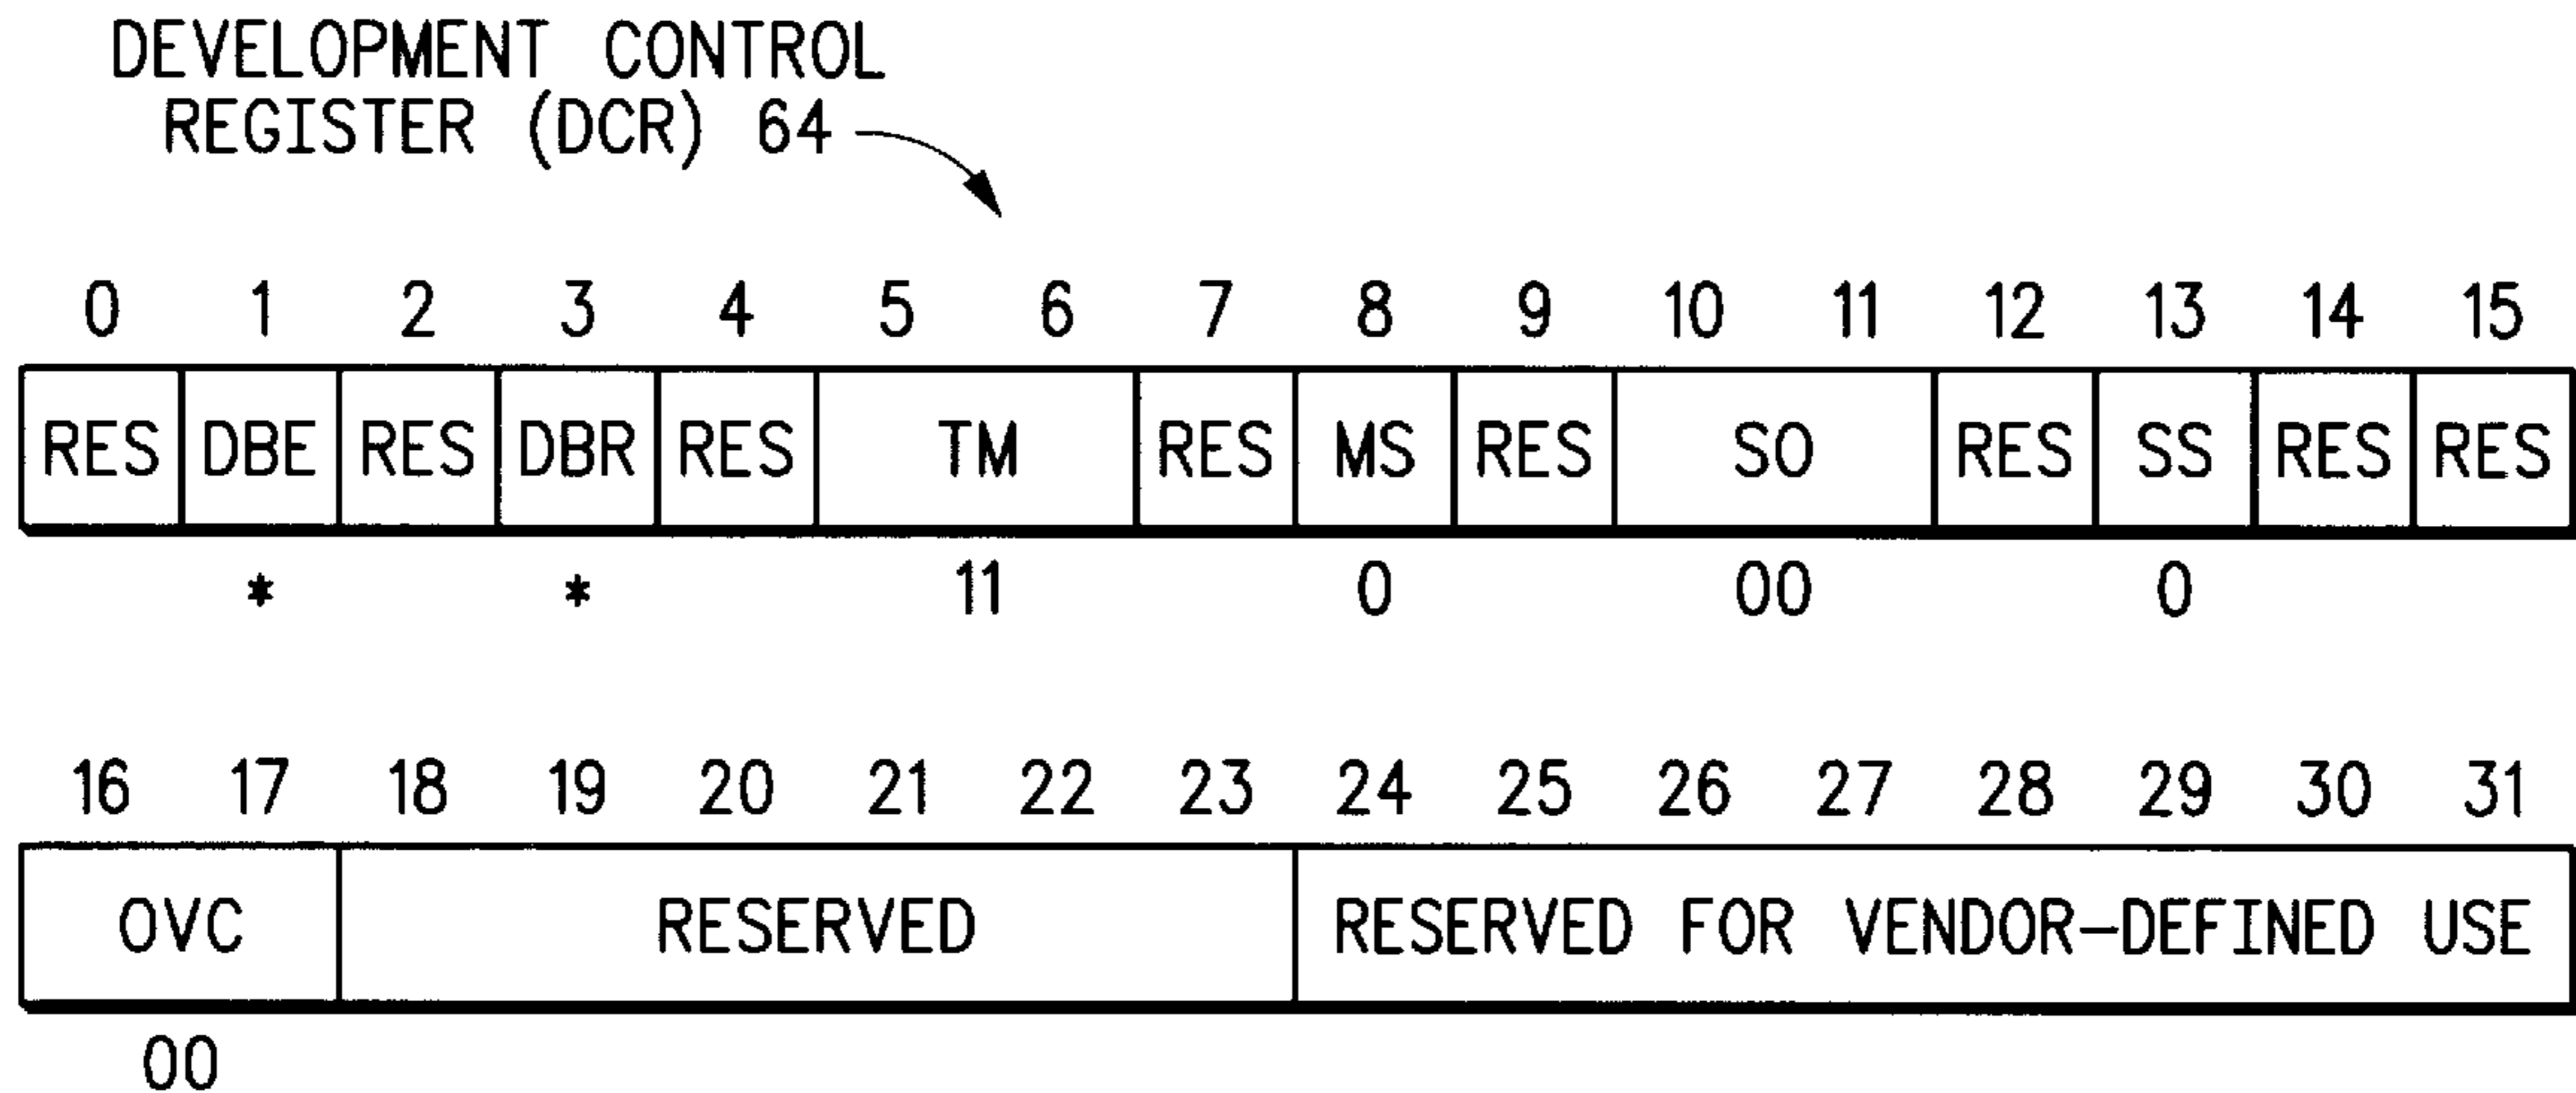 DEVELOPMENT CONTROL
REGISTER (DCR) 64
0 1 2 3 4 5 6 7 8 9 10 11 12 13 14 15
RES DBE RES DBR RES TM RES MS RES SO RES SS RES RES
* * 11 0 00 0
16 17 18 19 20 21 22 23 24 25 26 27 28 29 30 31
OVC RESERVED RESERVED FOR VENDOR-DEFINED USE
00